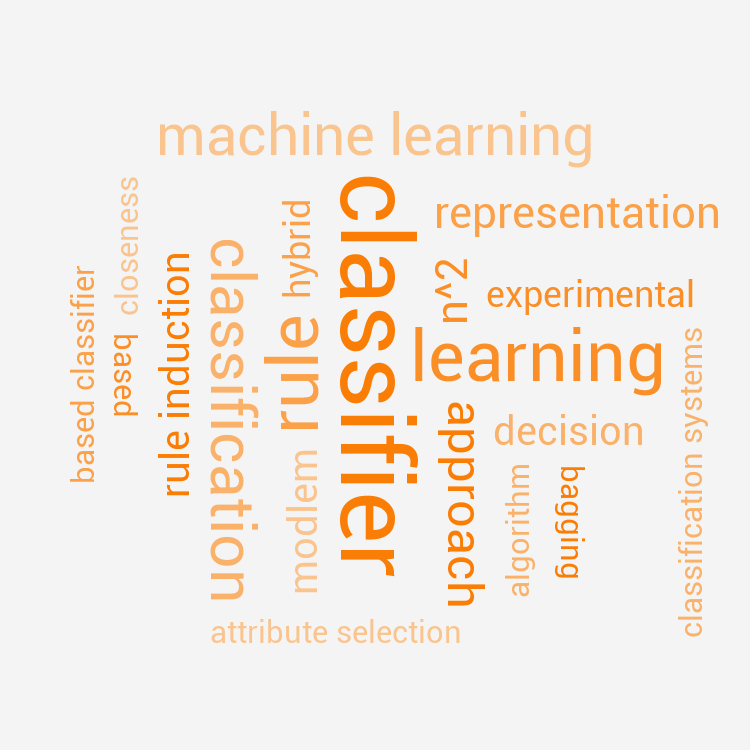 machine learning
closeness
classifier
representation
hybrid
classification
rule induction
n^2
based classifier
experimental
rule
learning
based
classification systems
approach
decision
modlem
algorithm
bagging
attribute selection